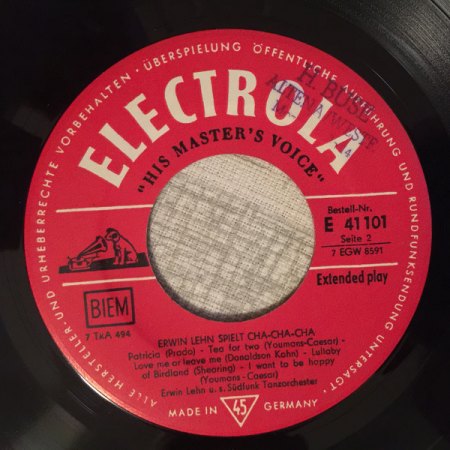 ALLE HERSTELLER- UND URHEBERRECHTE VORBEHALTEN · ÜBERSPIELUNG ÖFFENTLICHE AUFFÜHRUNG UND RUNDFUNKSENDUNG UNTERSAGT ·
ELECTROLA
"HIS MASTER'S VOICE"
H. BUSE
ALTENA WESTF
Bestell-Nr.
E 41101
Seite 2
7 EGW 8591
BIEM
7 TkA 494
Extended play
ERWIN LEHN SPIELT CHA-CHA-CHA
Patricia (Prado) - Tea for two (Youmans-Caesar) -
Love me or leave me (Donaldson Kahn) - Lullaby
of Birdland (Shearing) - I want to be happy
(Youmans - Caesar)
Erwin Lehn u. s. Südfunk Tanzorchester
MADE IN 45 GERMANY